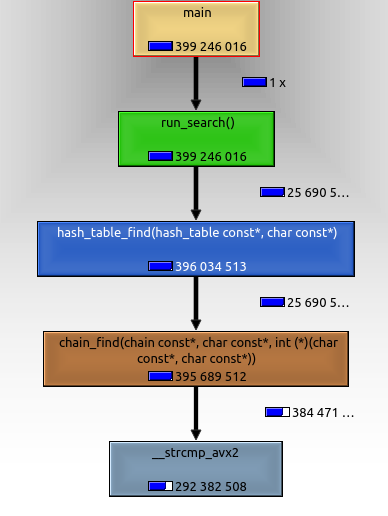 main
399 246 016
1 x
run_search()
399 246 016
25 690 5...
hash_table_find(hash_table const*, char const*)
396 034 513
25 690 5...
chain_find(chain const*, char const*, int (*)(char
const*, char const*))
395 689 512
384 471 ...
__strcmp_avx2
292 382 508